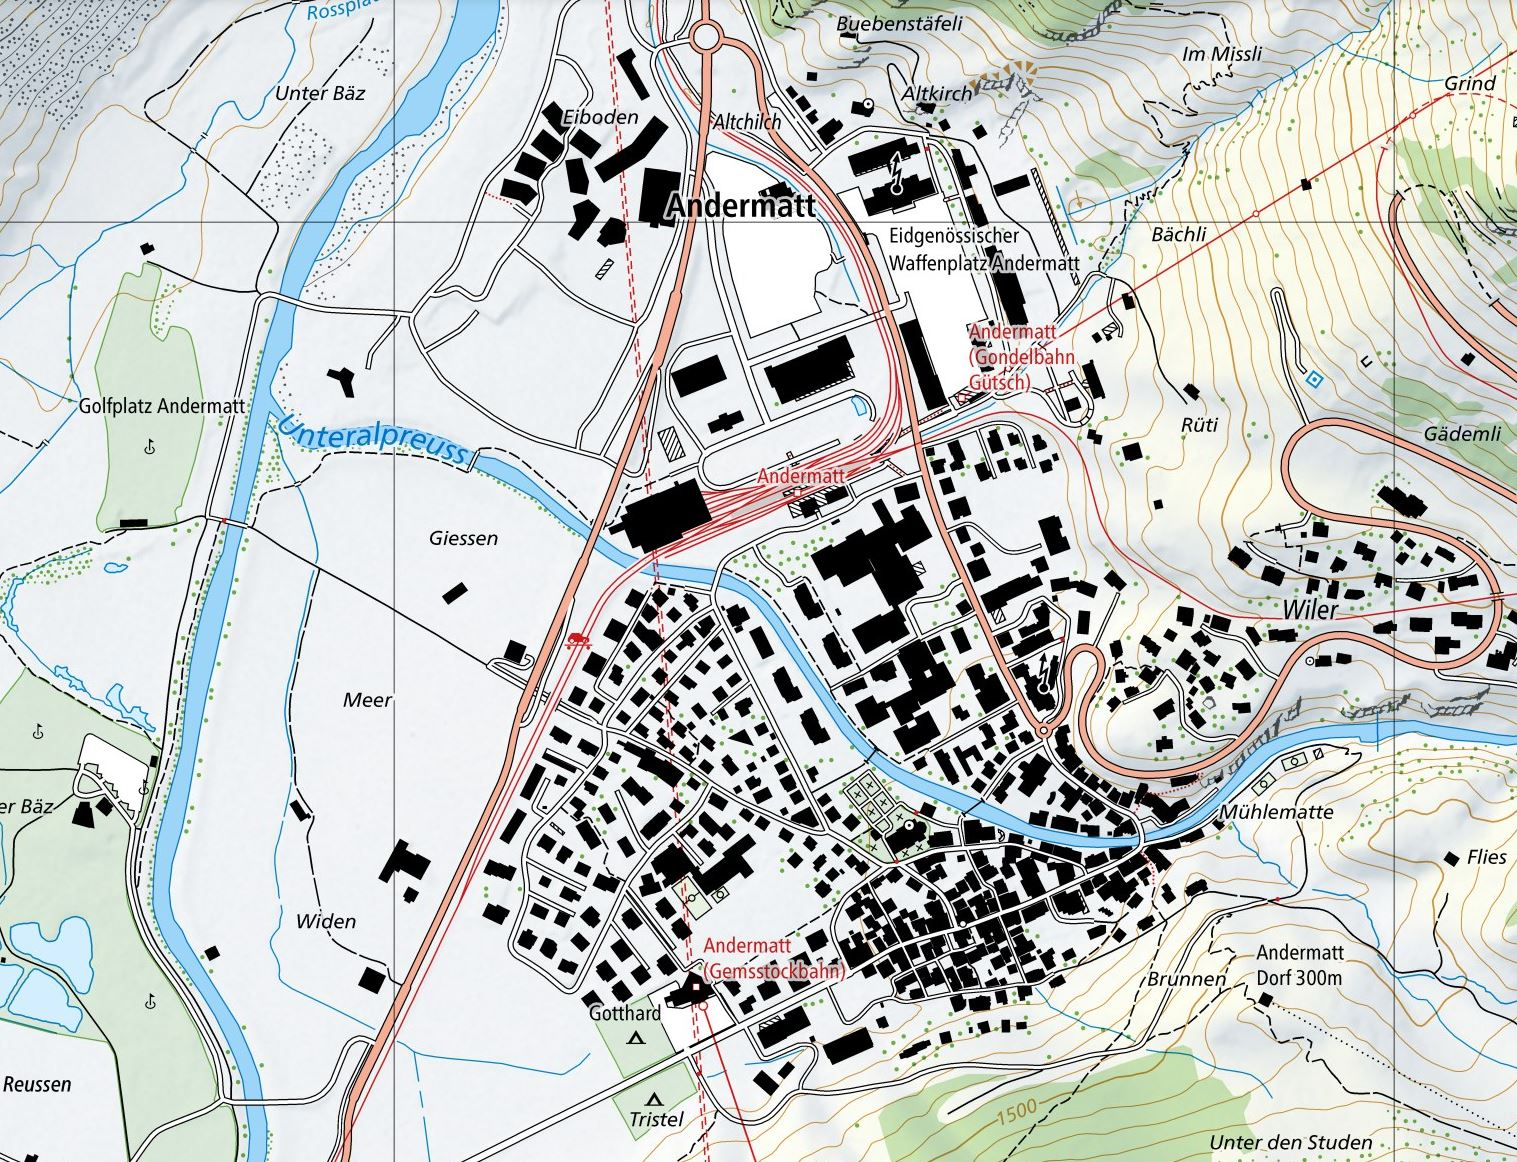 Rossplat
Buebenstäfeli
Im Missli
Grind
Unter Bäz
Eiboden
Altchilch
Altkirch
Andermatt
Eidgenössischer
Waffenplatz Andermatt
Bächli
Andermatt
(Gondelbahn
Gütsch)
Golfplatz Andermatt
Unteralpreuss
Rüti
Gädemli
Andermatt
Giessen
Wiler
Meer
er Bäz
Mühlematte
Flies
Widen
Andermatt
(Gemsstockbahn)
Andermatt
Dorf 300m
Brunnen
Gotthard
Reussen
Tristel
1500
Unter den Studen